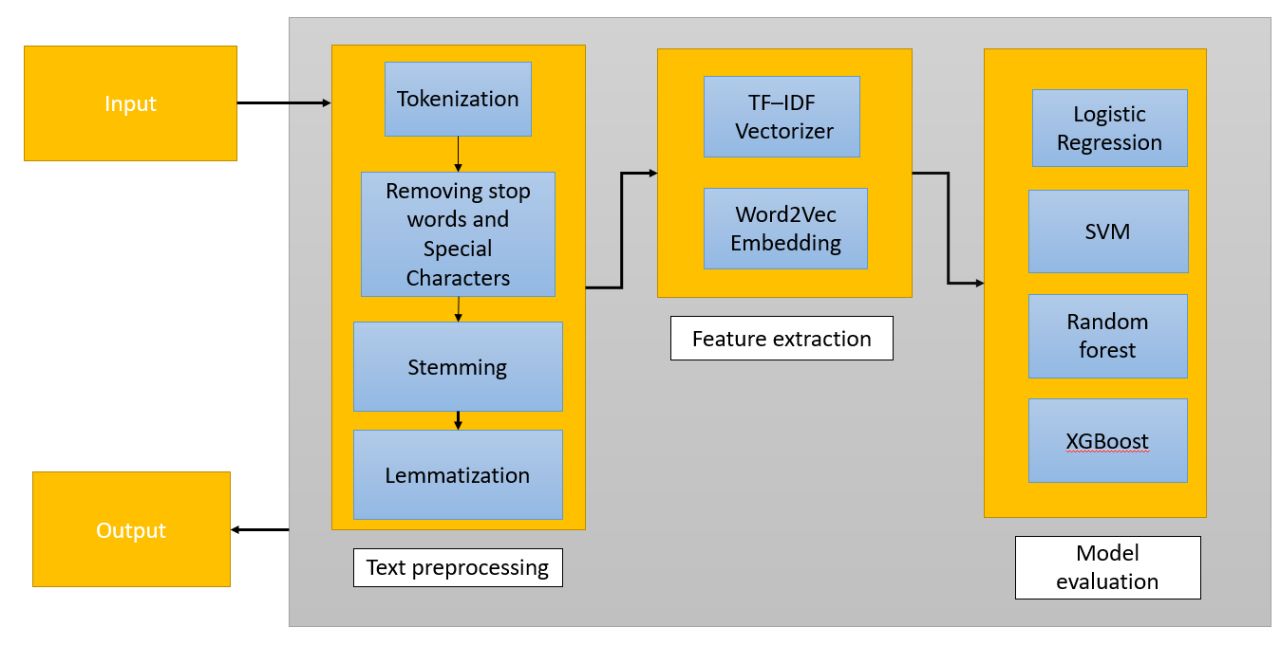 Input
Tokenization
Removing stop
words and
Special
Characters
Stemming
Lemmatization
Text preprocessing
TF–IDF
Vectorizer
Word2Vec
Embedding
Feature extraction
Logistic
Regression
SVM
Random
forest
XGBoost
Model
evaluation
Output